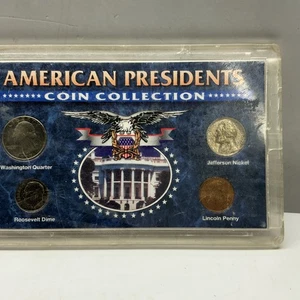 AMERICAN PRESIDENTS
COIN COLLECTION
Washington Quarter
Jefferson Nickel
Roosevelt Dime
Lincoln Penny